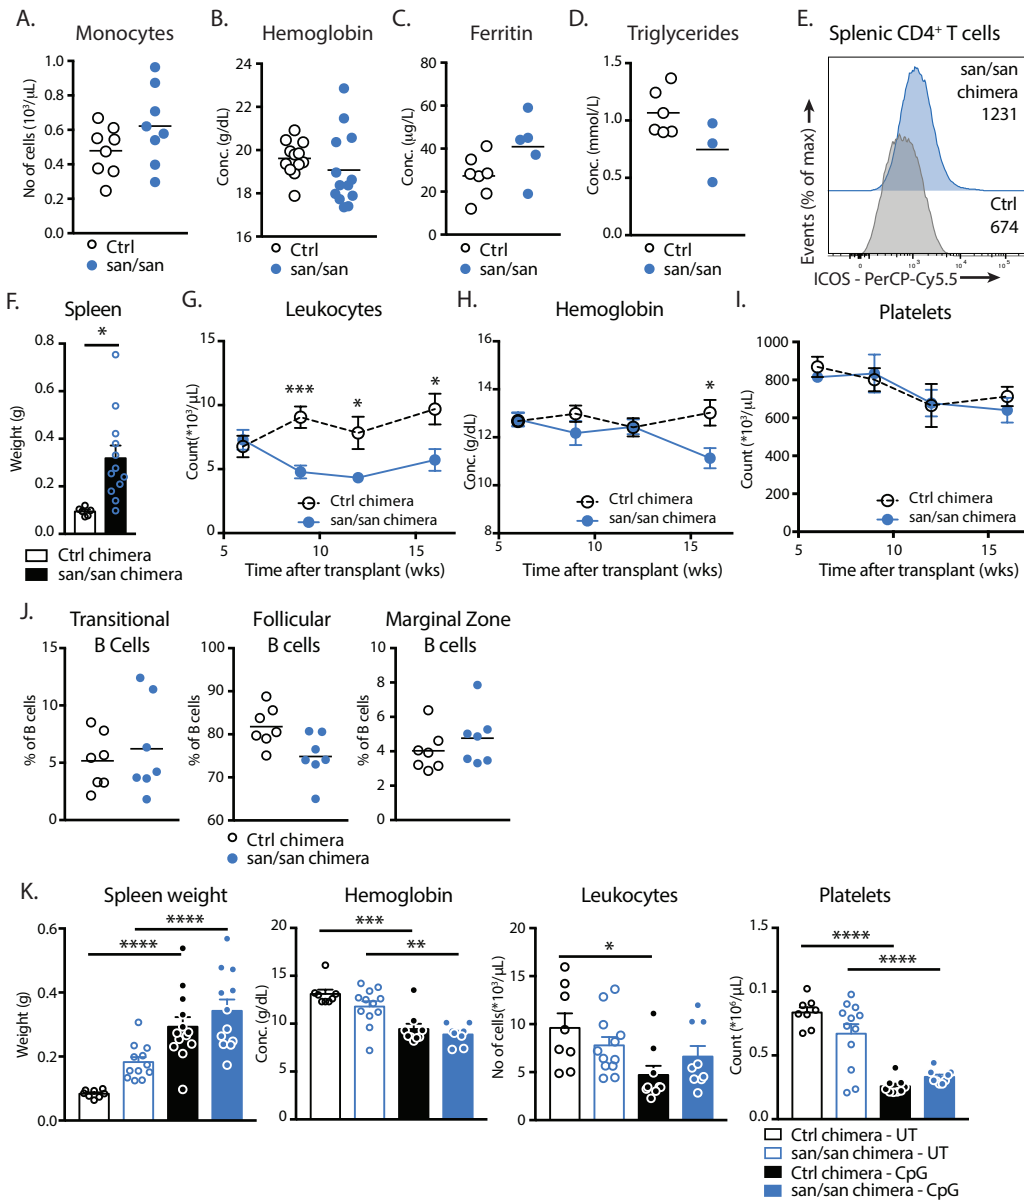 A.
Monocytes
No of cells (10³/µL)
1.0
0.8
0.6
0.4
0.2
0.0
Ctrl
san/san
B.
Hemoglobin
Conc. (g/dL)
24
22
20
18
16
Ctrl
san/san
C.
Ferritin
Conc. (µg/L)
80
60
40
20
0
Ctrl
san/san
D.
Triglycerides
Conc. (mmol/L)
1.5
1.0
0.5
0.0
Ctrl
san/san
E.
Splenic CD4⁺ T cells
Events (% of max)
san/san
chimera
1231
Ctrl
674
0 10³ 10⁴ 10⁵
ICOS - PerCP-Cy5.5
F.
Spleen
*
Weight (g)
0.8
0.6
0.4
0.2
0.0
Ctrl chimera
san/san chimera
G.
Leukocytes
Count(*10³/µL)
15
10
5
0
***
*
*
Ctrl chimera
san/san chimera
5 10 15
Time after transplant (wks)
H.
Hemoglobin
Conc. (g/dL)
16
14
12
10
8
*
Ctrl chimera
san/san chimera
5 10 15
Time after transplant (wks)
I.
Platelets
Count (*10³/µL)
1000
800
600
400
200
0
Ctrl chimera
san/san chimera
5 10 15
Time after transplant (wks)
J.
Transitional
B Cells
% of B cells
15
10
5
0
Follicular
B cells
% of B cells
100
90
80
70
60
Marginal Zone
B cells
% of B cells
10
8
6
4
2
0
Ctrl chimera
san/san chimera
K.
Spleen weight
Weight (g)
0.6
0.4
0.2
0.0
****
****
Hemoglobin
Conc. (g/dL)
20
15
10
5
0
***
**
Leukocytes
No of cells(*10³/µL)
20
15
10
5
0
*
Platelets
Count (*10⁶/µL)
1.5
0.1
0.5
0.0
****
****
Ctrl chimera - UT
san/san chimera - UT
Ctrl chimera - CpG
san/san chimera - CpG